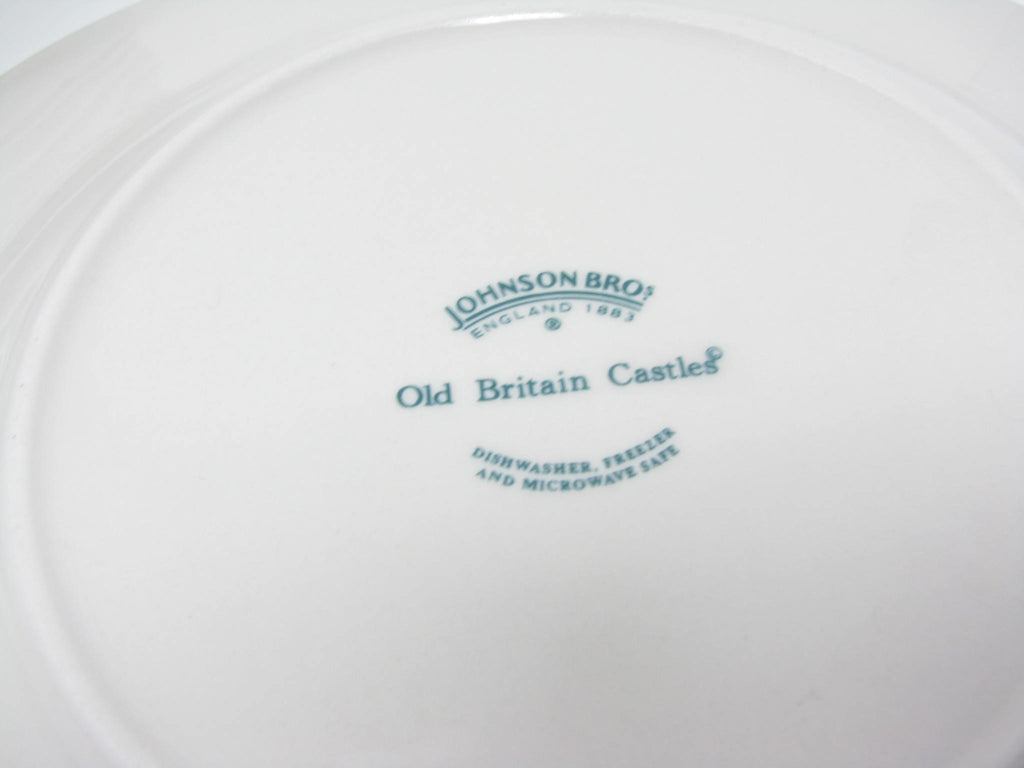 JOHNSON BROS
ENGLAND 1883
®
Old Britain Castles©
DISHWASHER, FREEZER
AND MICROWAVE SAFE